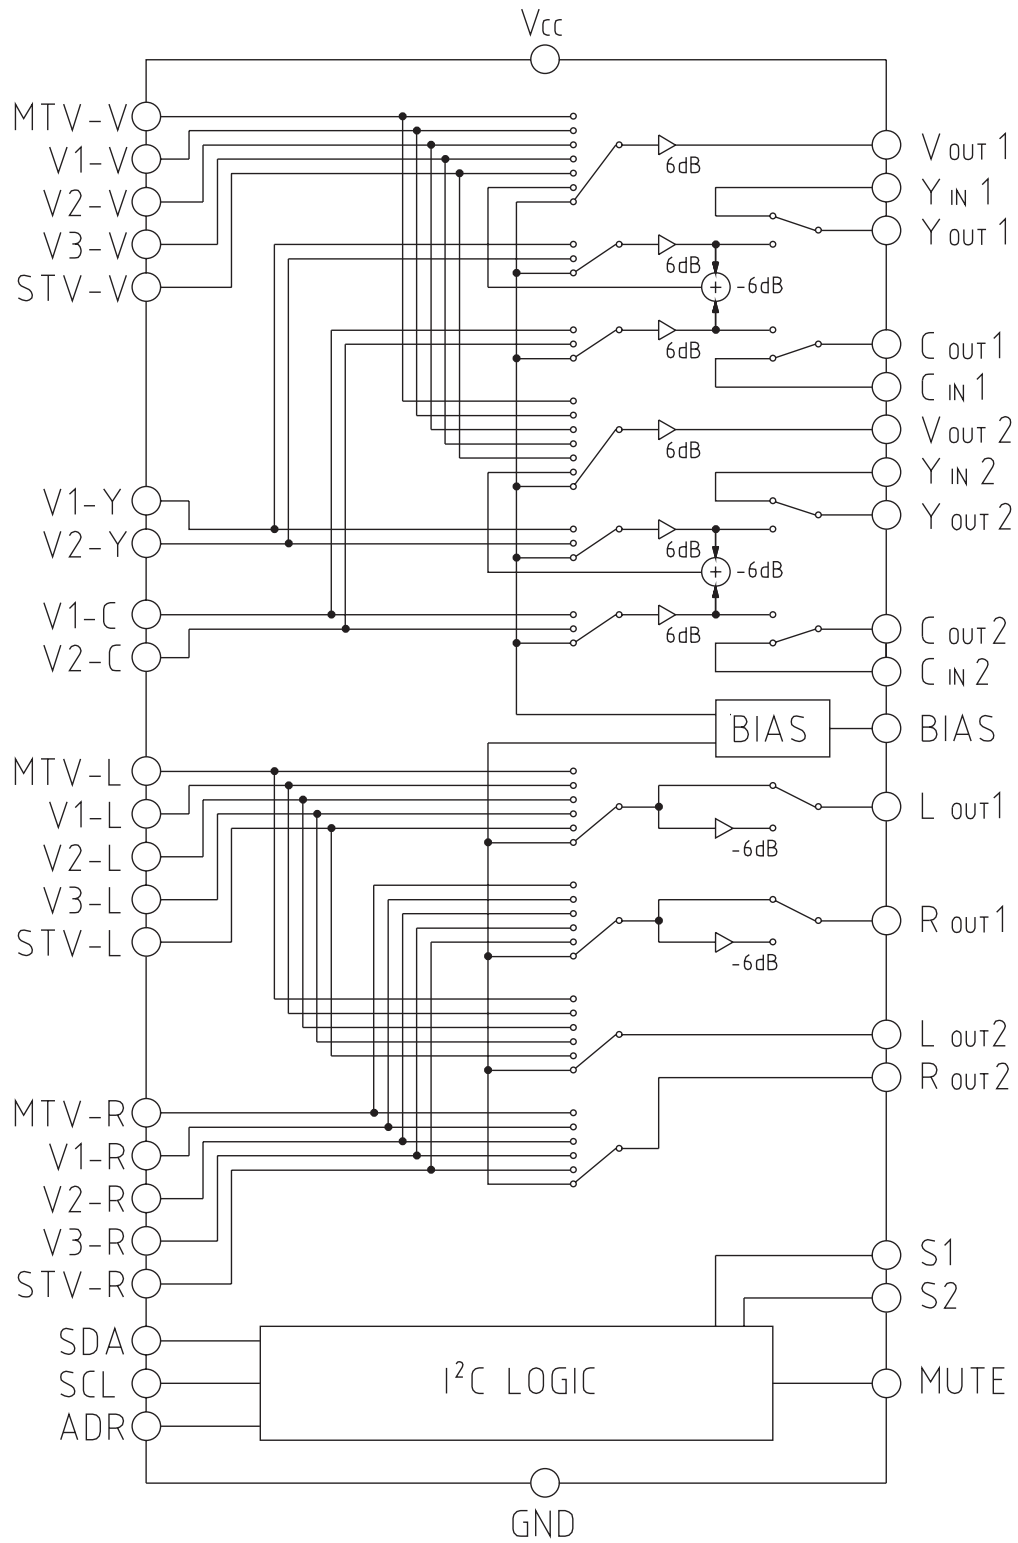 Vcc
MTV-V
V1-V
V2-V
V3-V
STV-V
6dB
V OUT 1
Y IN 1
Y OUT 1
6dB
-6dB
6dB
C OUT 1
C IN 1
6dB
V OUT 2
Y IN 2
Y OUT 2
V1-Y
V2-Y
6dB
-6dB
V1-C
V2-C
6dB
C OUT 2
C IN 2
BIAS
BIAS
MTV-L
V1-L
V2-L
V3-L
STV-L
-6dB
L OUT1
-6dB
R OUT1
L OUT2
R OUT2
MTV-R
V1-R
V2-R
V3-R
STV-R
S1
S2
SDA
SCL
ADR
I²C LOGIC
MUTE
GND